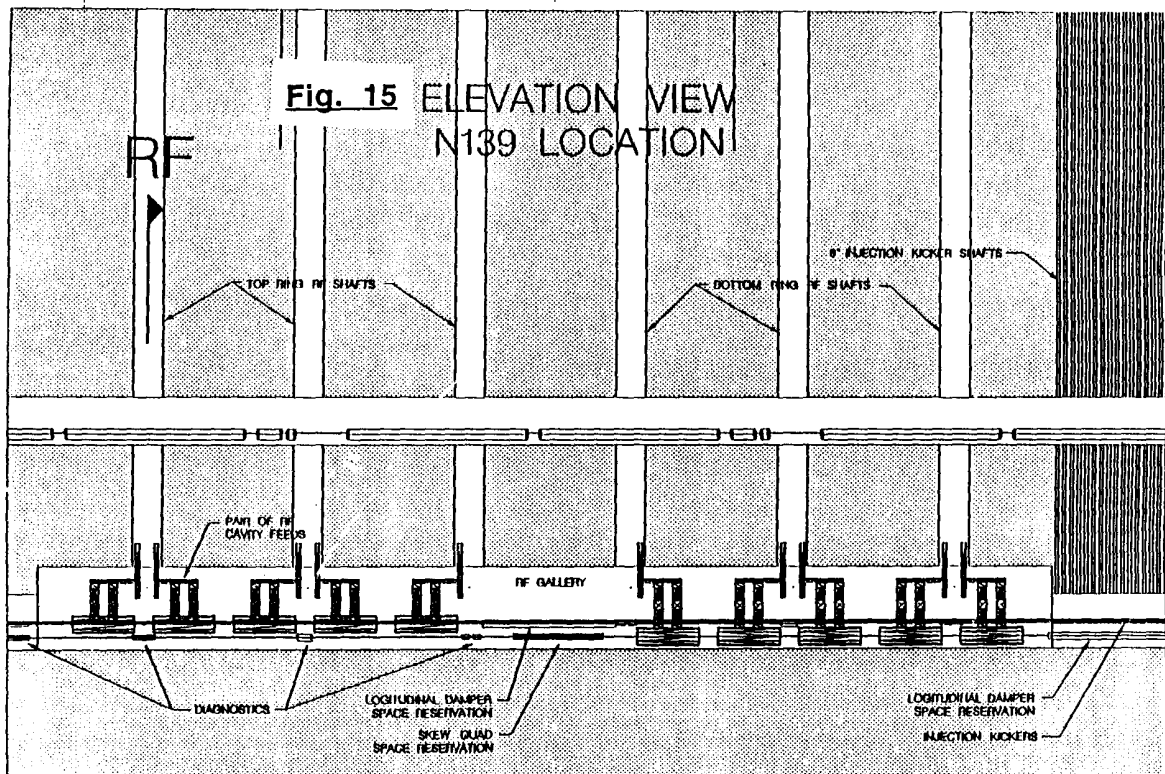 Fig. 15 ELEVATION VIEW
N139 LOCATION
RF
8" INJECTION KICKER SHAFTS
TOP RING RF SHAFTS
BOTTOM RING RF SHAFTS
PAIR OF RF
CAVITY FEEDS
RF GALLERY
DIAGNOSTICS
LOGITUDINAL DAMPER
SPACE RESERVATION
SKEW QUAD
SPACE RESERVATION
LOGITUDINAL DAMPER
SPACE RESERVATION
INJECTION KICKERS